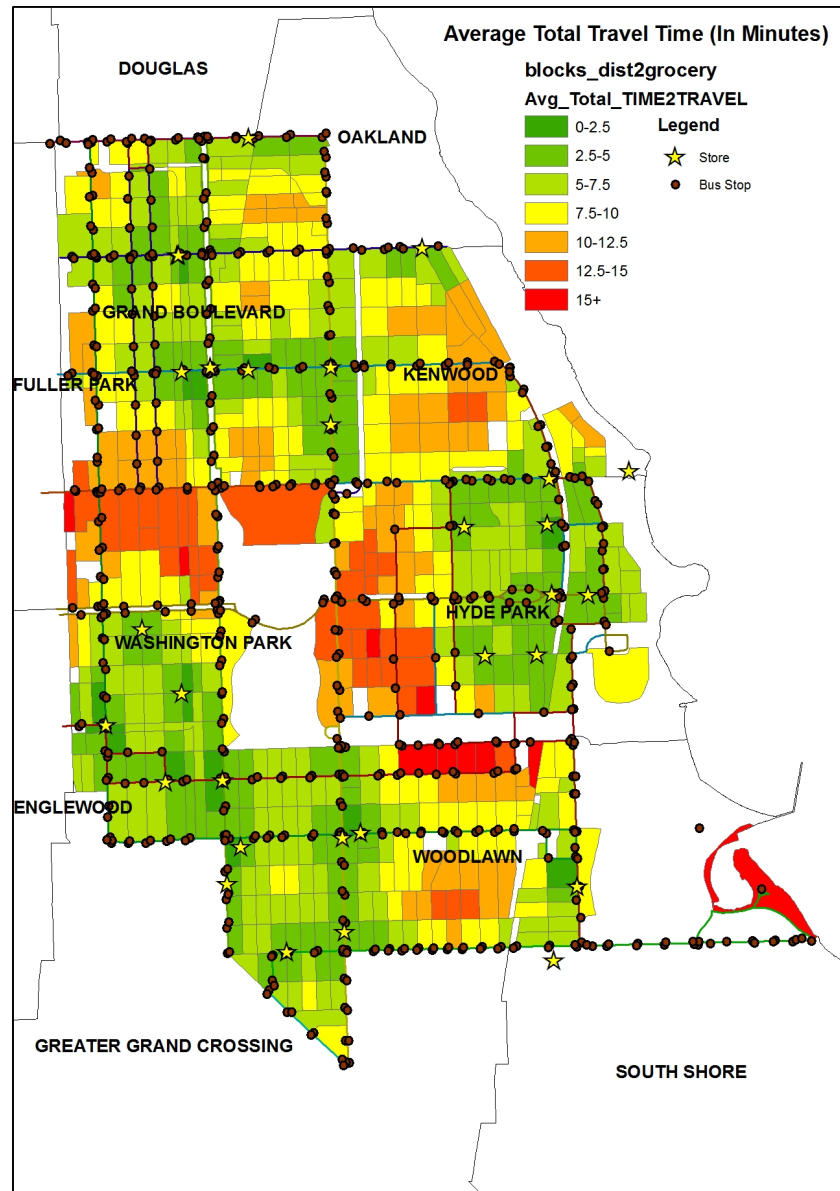 Average Total Travel Time (In Minutes)
DOUGLAS
blocks_dist2grocery
Avg_Total_TIME2TRAVEL
0-2.5
Legend
OAKLAND
2.5-5
Store
5-7.5
Bus Stop
7.5-10
10-12.5
12.5-15
15+
GRAND BOULEVARD
KENWOOD
FULLER PARK
HYDE PARK
WASHINGTON PARK
ENGLEWOOD
WOODLAWN
GREATER GRAND CROSSING
SOUTH SHORE